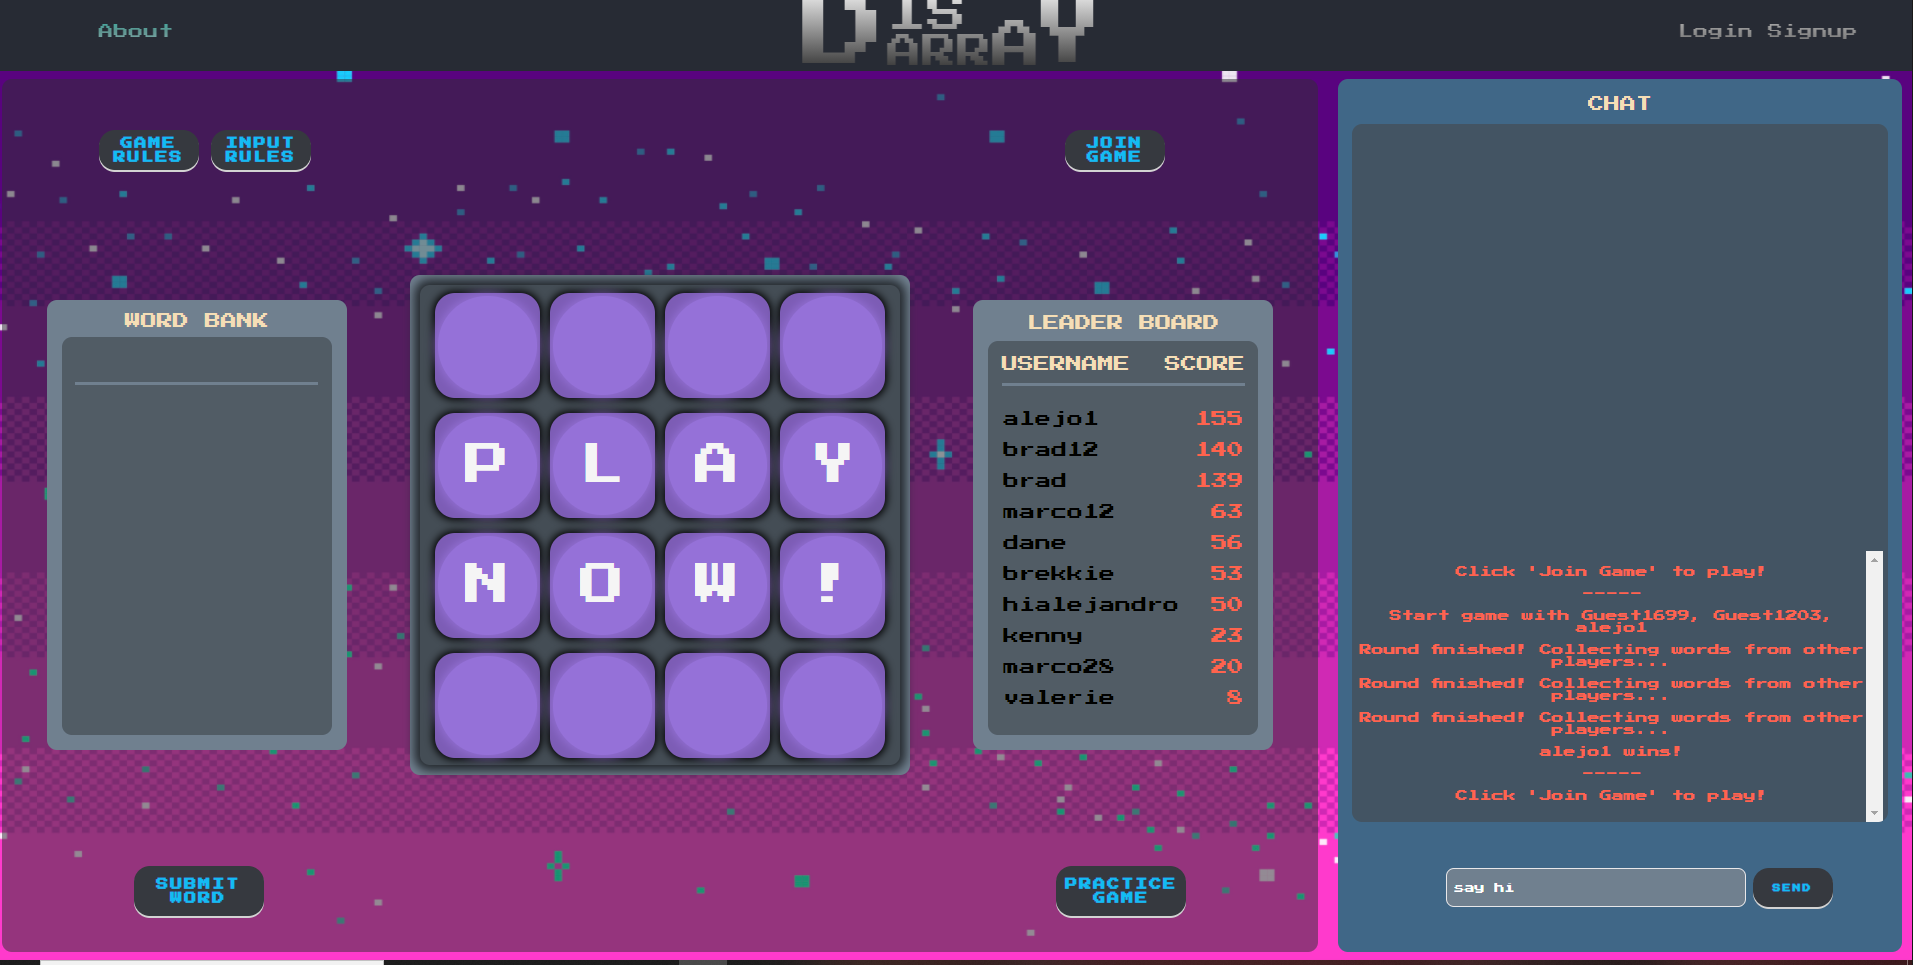 About
DIS
ARRAY
Login Signup
GAME
RULES
INPUT
RULES
JOIN
GAME
WORD BANK
P L A Y
N O W !
LEADER BOARD
USERNAME SCORE
alejo1 155
brad12 140
brad 139
marco12 63
dane 56
brekkie 53
hialejandro 50
kenny 23
marco28 20
valerie 8
SUBMIT
WORD
PRACTICE
GAME
CHAT
Click 'Join Game' to play!
-----
Start game with Guest1699, Guest1203,
alejo1
Round finished! Collecting words from other
players...
Round finished! Collecting words from other
players...
Round finished! Collecting words from other
players...
alejo1 wins!
-----
Click 'Join Game' to play!
say hi
SEND